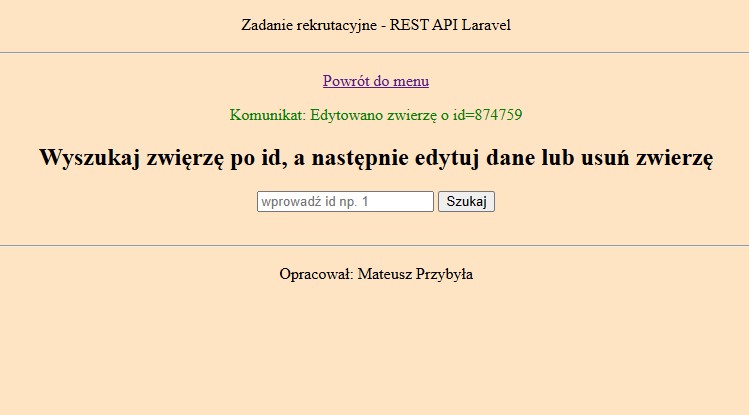 Zadanie rekrutacyjne - REST API Laravel
Powrót do menu
Komunikat: Edytowano zwierzę o id=874759
Wyszukaj zwięrzę po id, a następnie edytuj dane lub usuń zwierzę
wprowadź id np. 1 Szukaj
Opracował: Mateusz Przybyła